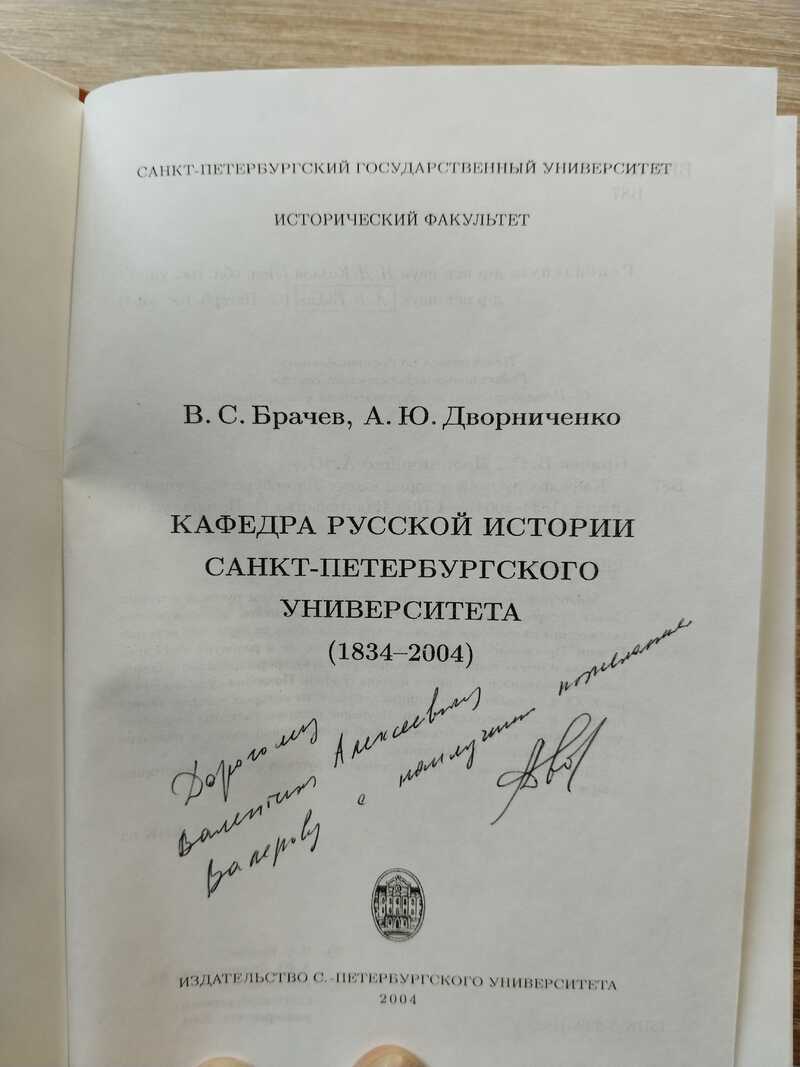 САНКТ-ПЕТЕРБУРГСКИЙ ГОСУДАРСТВЕННЫЙ УНИВЕРСИТЕТ
ИСТОРИЧЕСКИЙ ФАКУЛЬТЕТ
В. С. Брачев, А. Ю. Дворниченко
КАФЕДРА РУССКОЙ ИСТОРИИ
САНКТ-ПЕТЕРБУРГСКОГО
УНИВЕРСИТЕТА
(1834–2004)
Дорогому
Валентину Алексеевичу
Валерову с наилучшими пожеланиями
ИЗДАТЕЛЬСТВО С.-ПЕТЕРБУРГСКОГО УНИВЕРСИТЕТА
2004